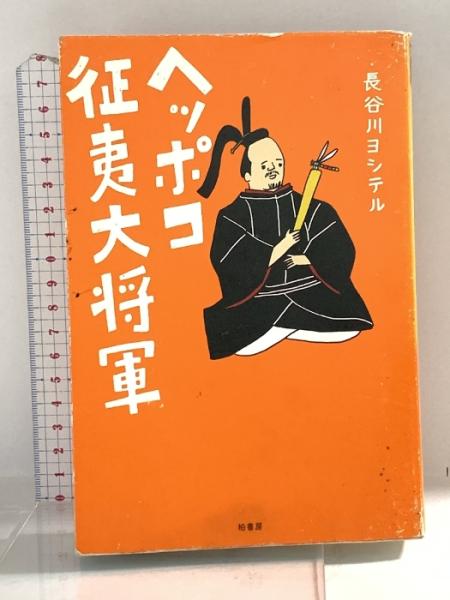 ヘッポコ
征夷大将軍
長谷川ヨシテル
柏書房